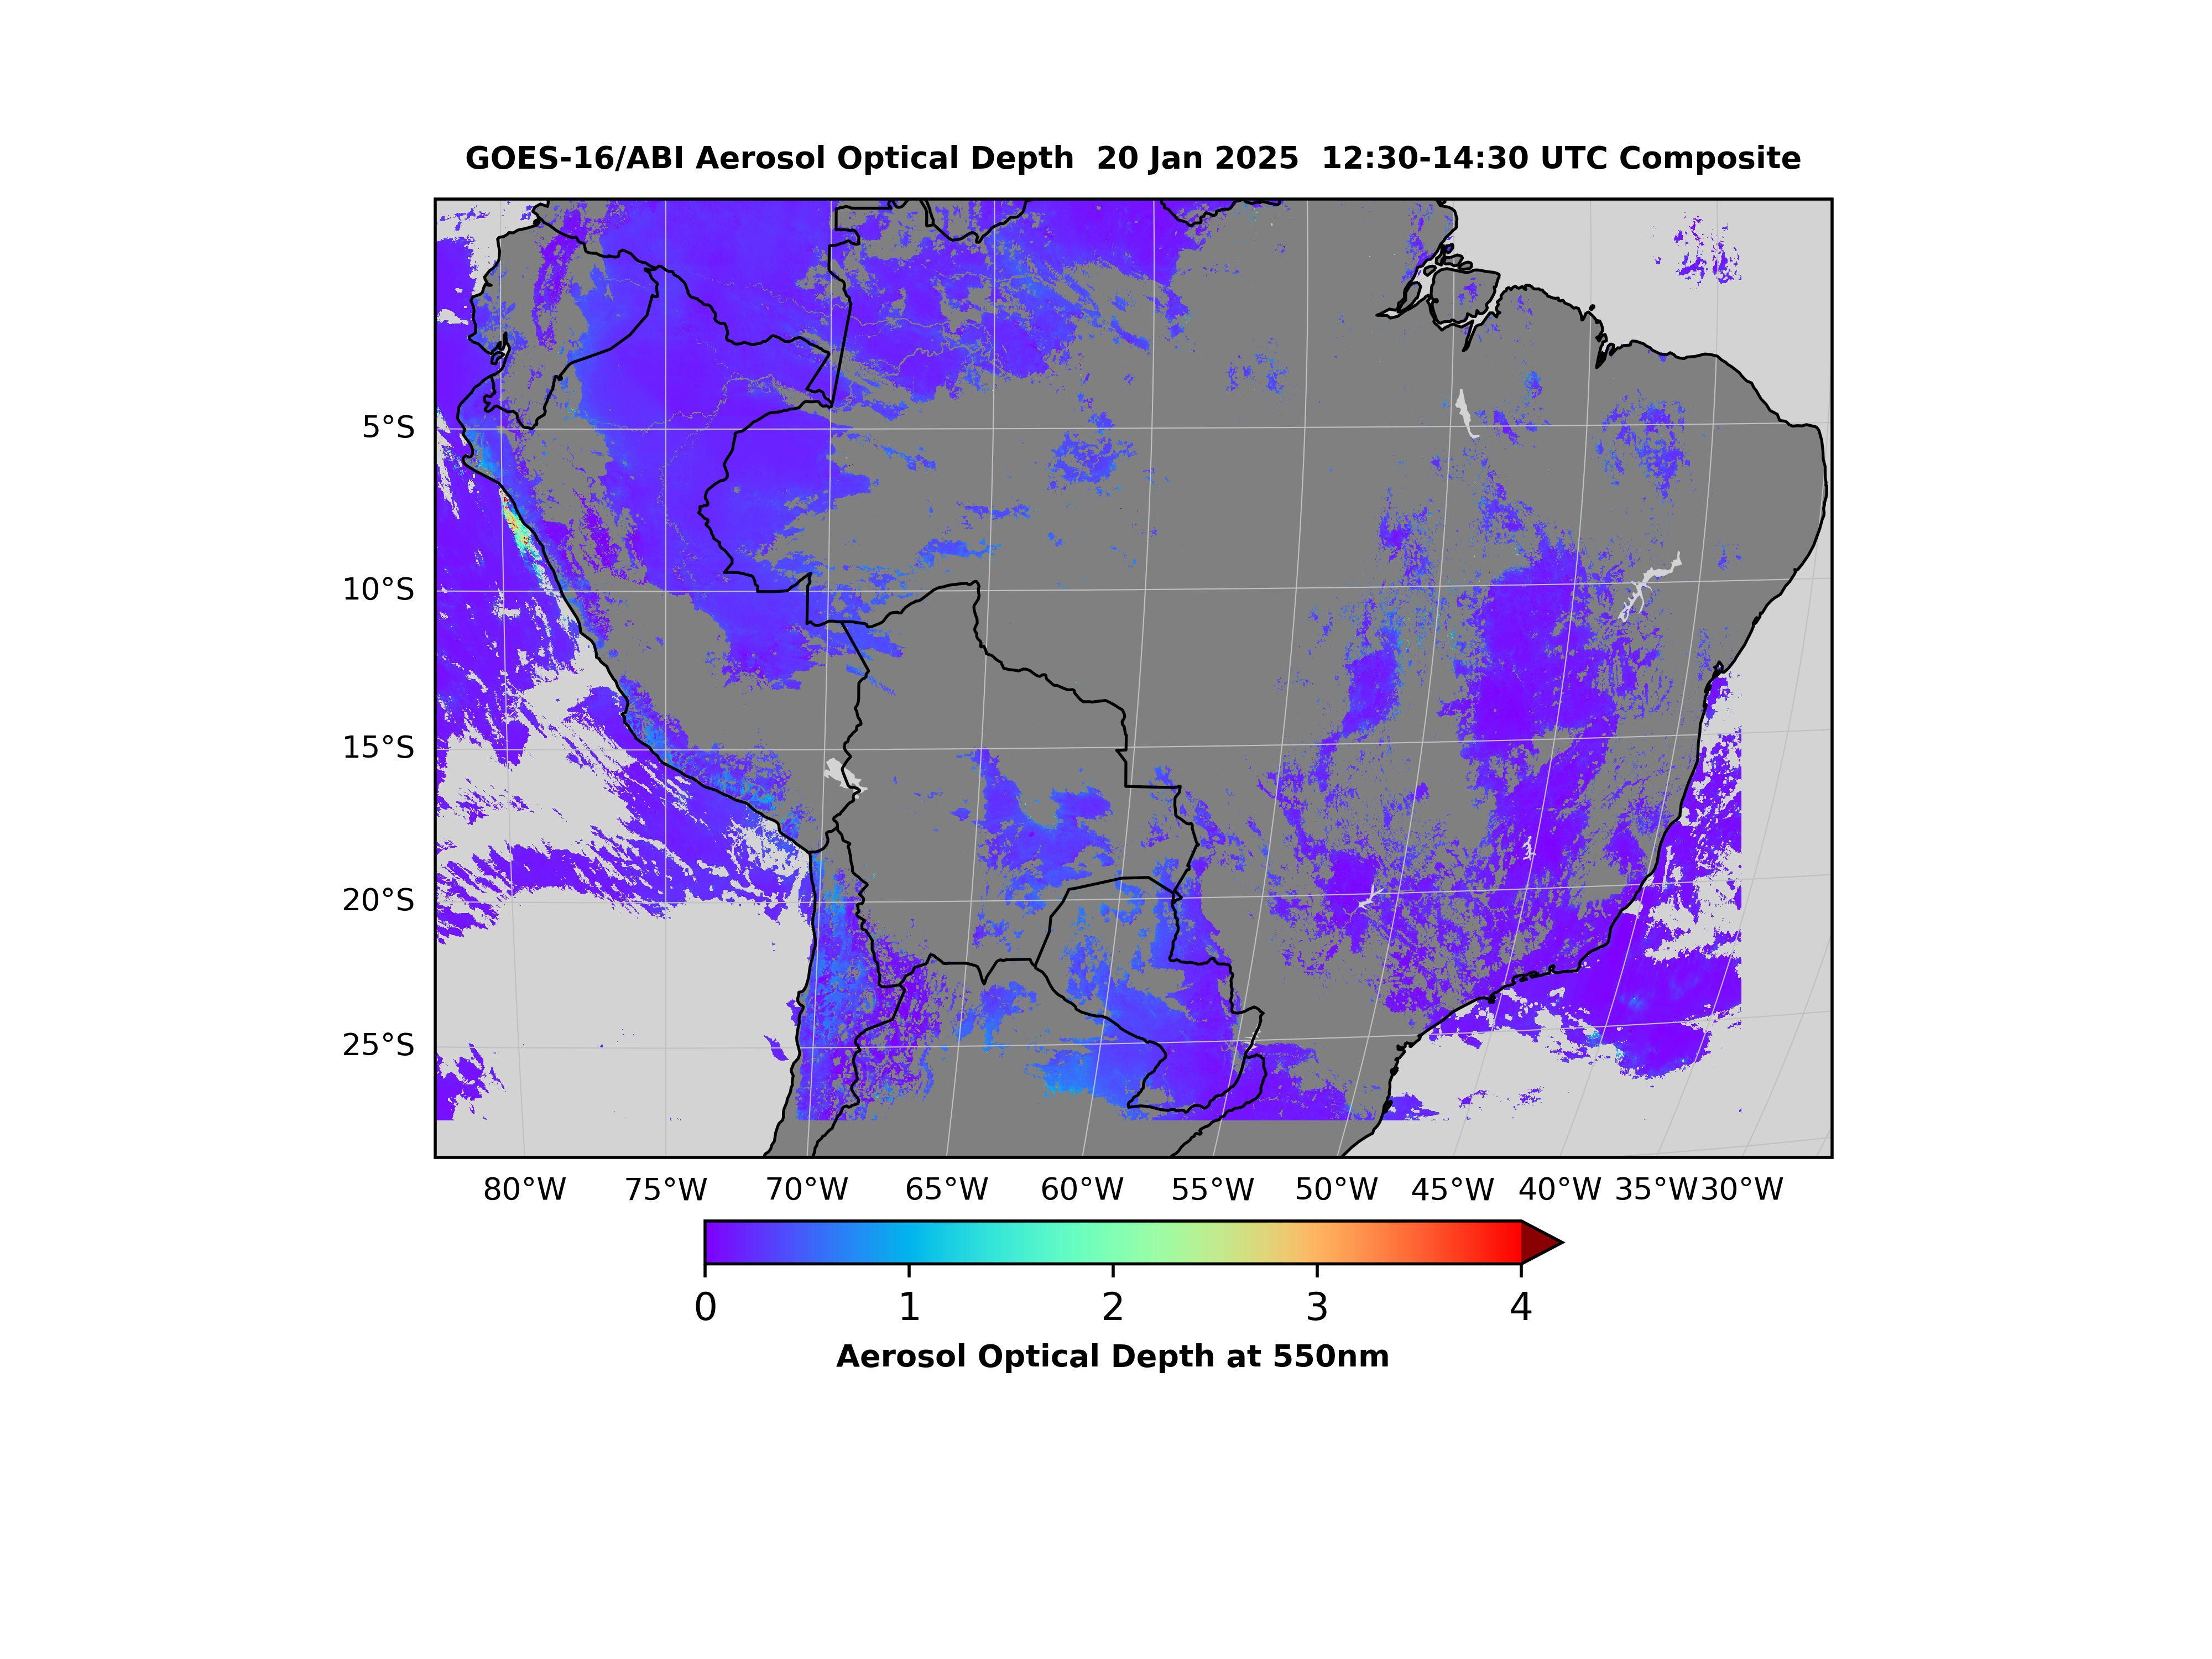 GOES-16/ABI Aerosol Optical Depth  20 Jan 2025  12:30-14:30 UTC Composite
5°S
10°S
15°S
20°S
25°S
80°W 75°W 70°W 65°W 60°W 55°W 50°W 45°W 40°W 35°W 30°W
0 1 2 3 4
Aerosol Optical Depth at 550nm